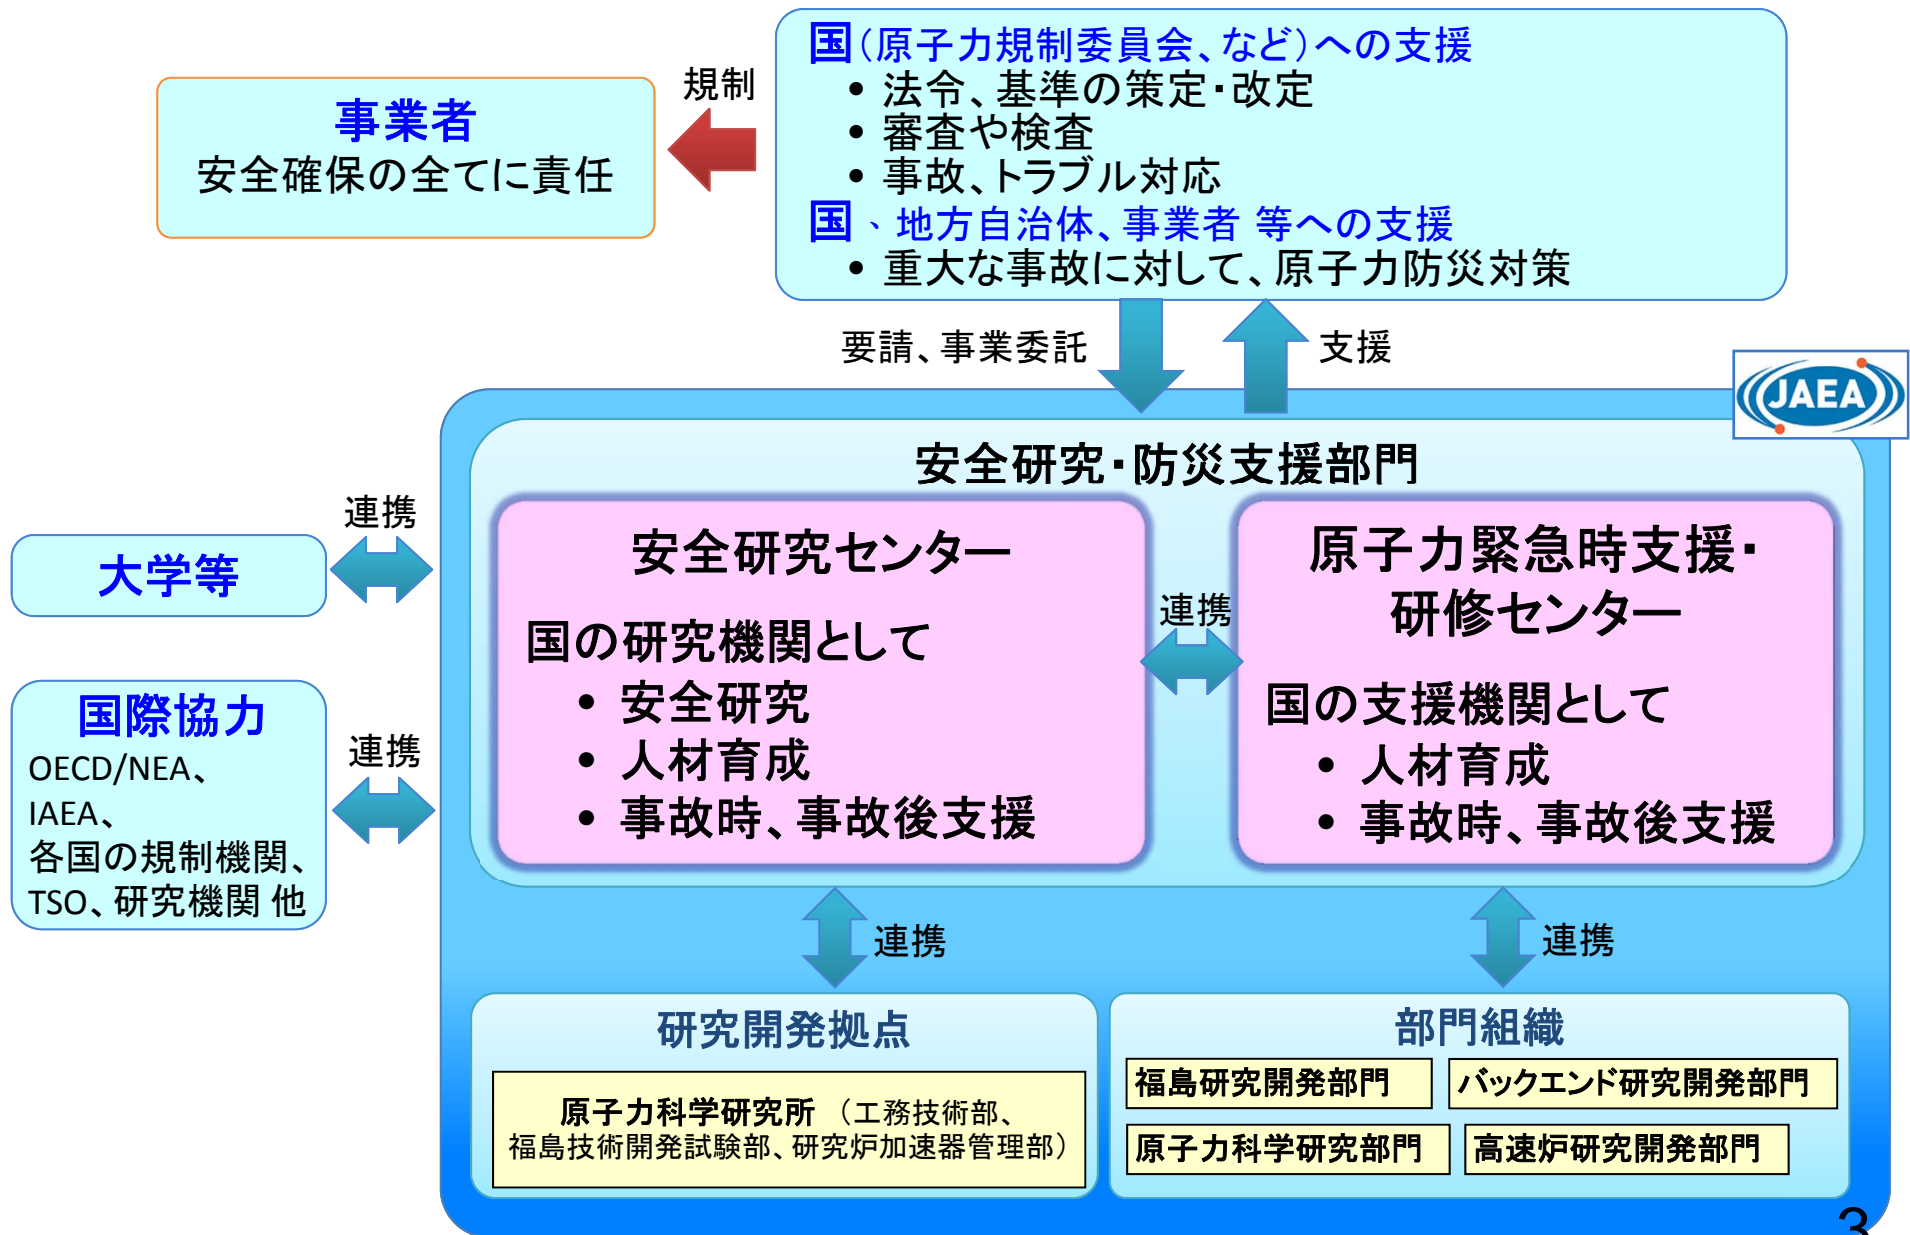 国(原子力規制委員会、など)への支援
• 法令、基準の策定・改定
• 審査や検査
• 事故、トラブル対応
国、地方自治体、事業者 等への支援
• 重大な事故に対して、原子力防災対策
規制
事業者
安全確保の全てに責任
要請、事業委託
支援
JAEA
安全研究・防災支援部門
安全研究センター
国の研究機関として
• 安全研究
• 人材育成
• 事故時、事故後支援
連携
原子力緊急時支援・
研修センター
国の支援機関として
• 人材育成
• 事故時、事故後支援
連携
大学等
連携
国際協力
OECD/NEA、
IAEA、
各国の規制機関、
TSO、研究機関 他
連携
連携
研究開発拠点
原子力科学研究所 (工務技術部、
福島技術開発試験部、研究炉加速器管理部)
部門組織
福島研究開発部門
バックエンド研究開発部門
原子力科学研究部門
高速炉研究開発部門
3